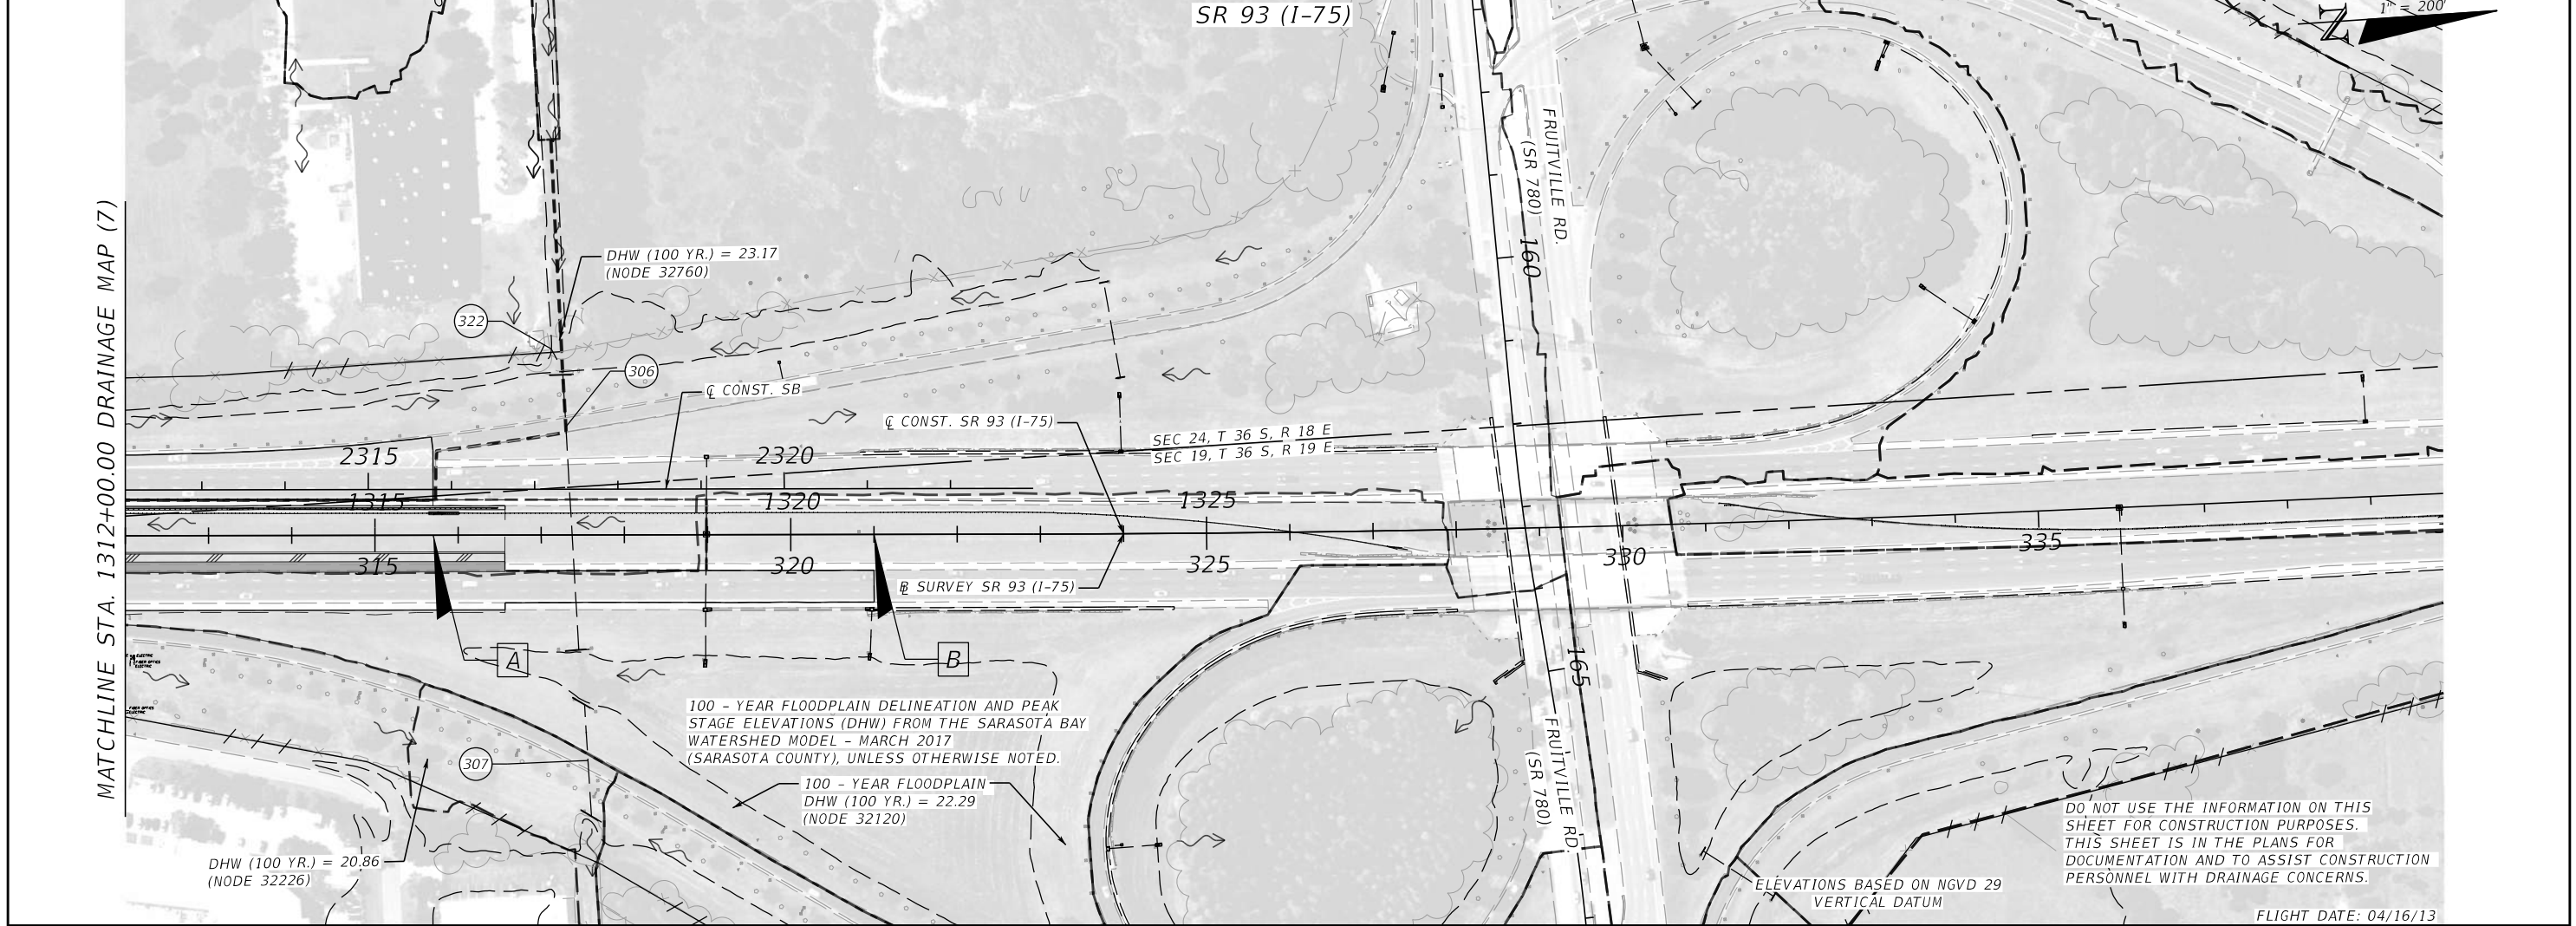 SR 93 (I-75)
1" = 200'
Z
MATCHLINE STA. 1312+00.00 DRAINAGE MAP (7)
FRUITVILLE RD.
(SR 780)
160
DHW (100 YR.) = 23.17
(NODE 32760)
322
306
℄ CONST. SB
℄ CONST. SR 93 (I-75)
SEC 24, T 36 S, R 18 E
SEC 19, T 36 S, R 19 E
2315
2320
1315
1320
1325
315
320
325
330
335
℄ SURVEY SR 93 (I-75)
A
B
165
ELECTRIC
FIBER OPTICS
ELECTRIC
FIBER OPTICS
ELECTRIC
100 - YEAR FLOODPLAIN DELINEATION AND PEAK
STAGE ELEVATIONS (DHW) FROM THE SARASOTA BAY
WATERSHED MODEL - MARCH 2017
(SARASOTA COUNTY), UNLESS OTHERWISE NOTED.
307
100 - YEAR FLOODPLAIN
DHW (100 YR.) = 22.29
(NODE 32120)
FRUITVILLE RD.
(SR 780)
DHW (100 YR.) = 20.86
(NODE 32226)
DO NOT USE THE INFORMATION ON THIS
SHEET FOR CONSTRUCTION PURPOSES.
THIS SHEET IS IN THE PLANS FOR
DOCUMENTATION AND TO ASSIST CONSTRUCTION
PERSONNEL WITH DRAINAGE CONCERNS.
ELEVATIONS BASED ON NGVD 29
VERTICAL DATUM
FLIGHT DATE: 04/16/13